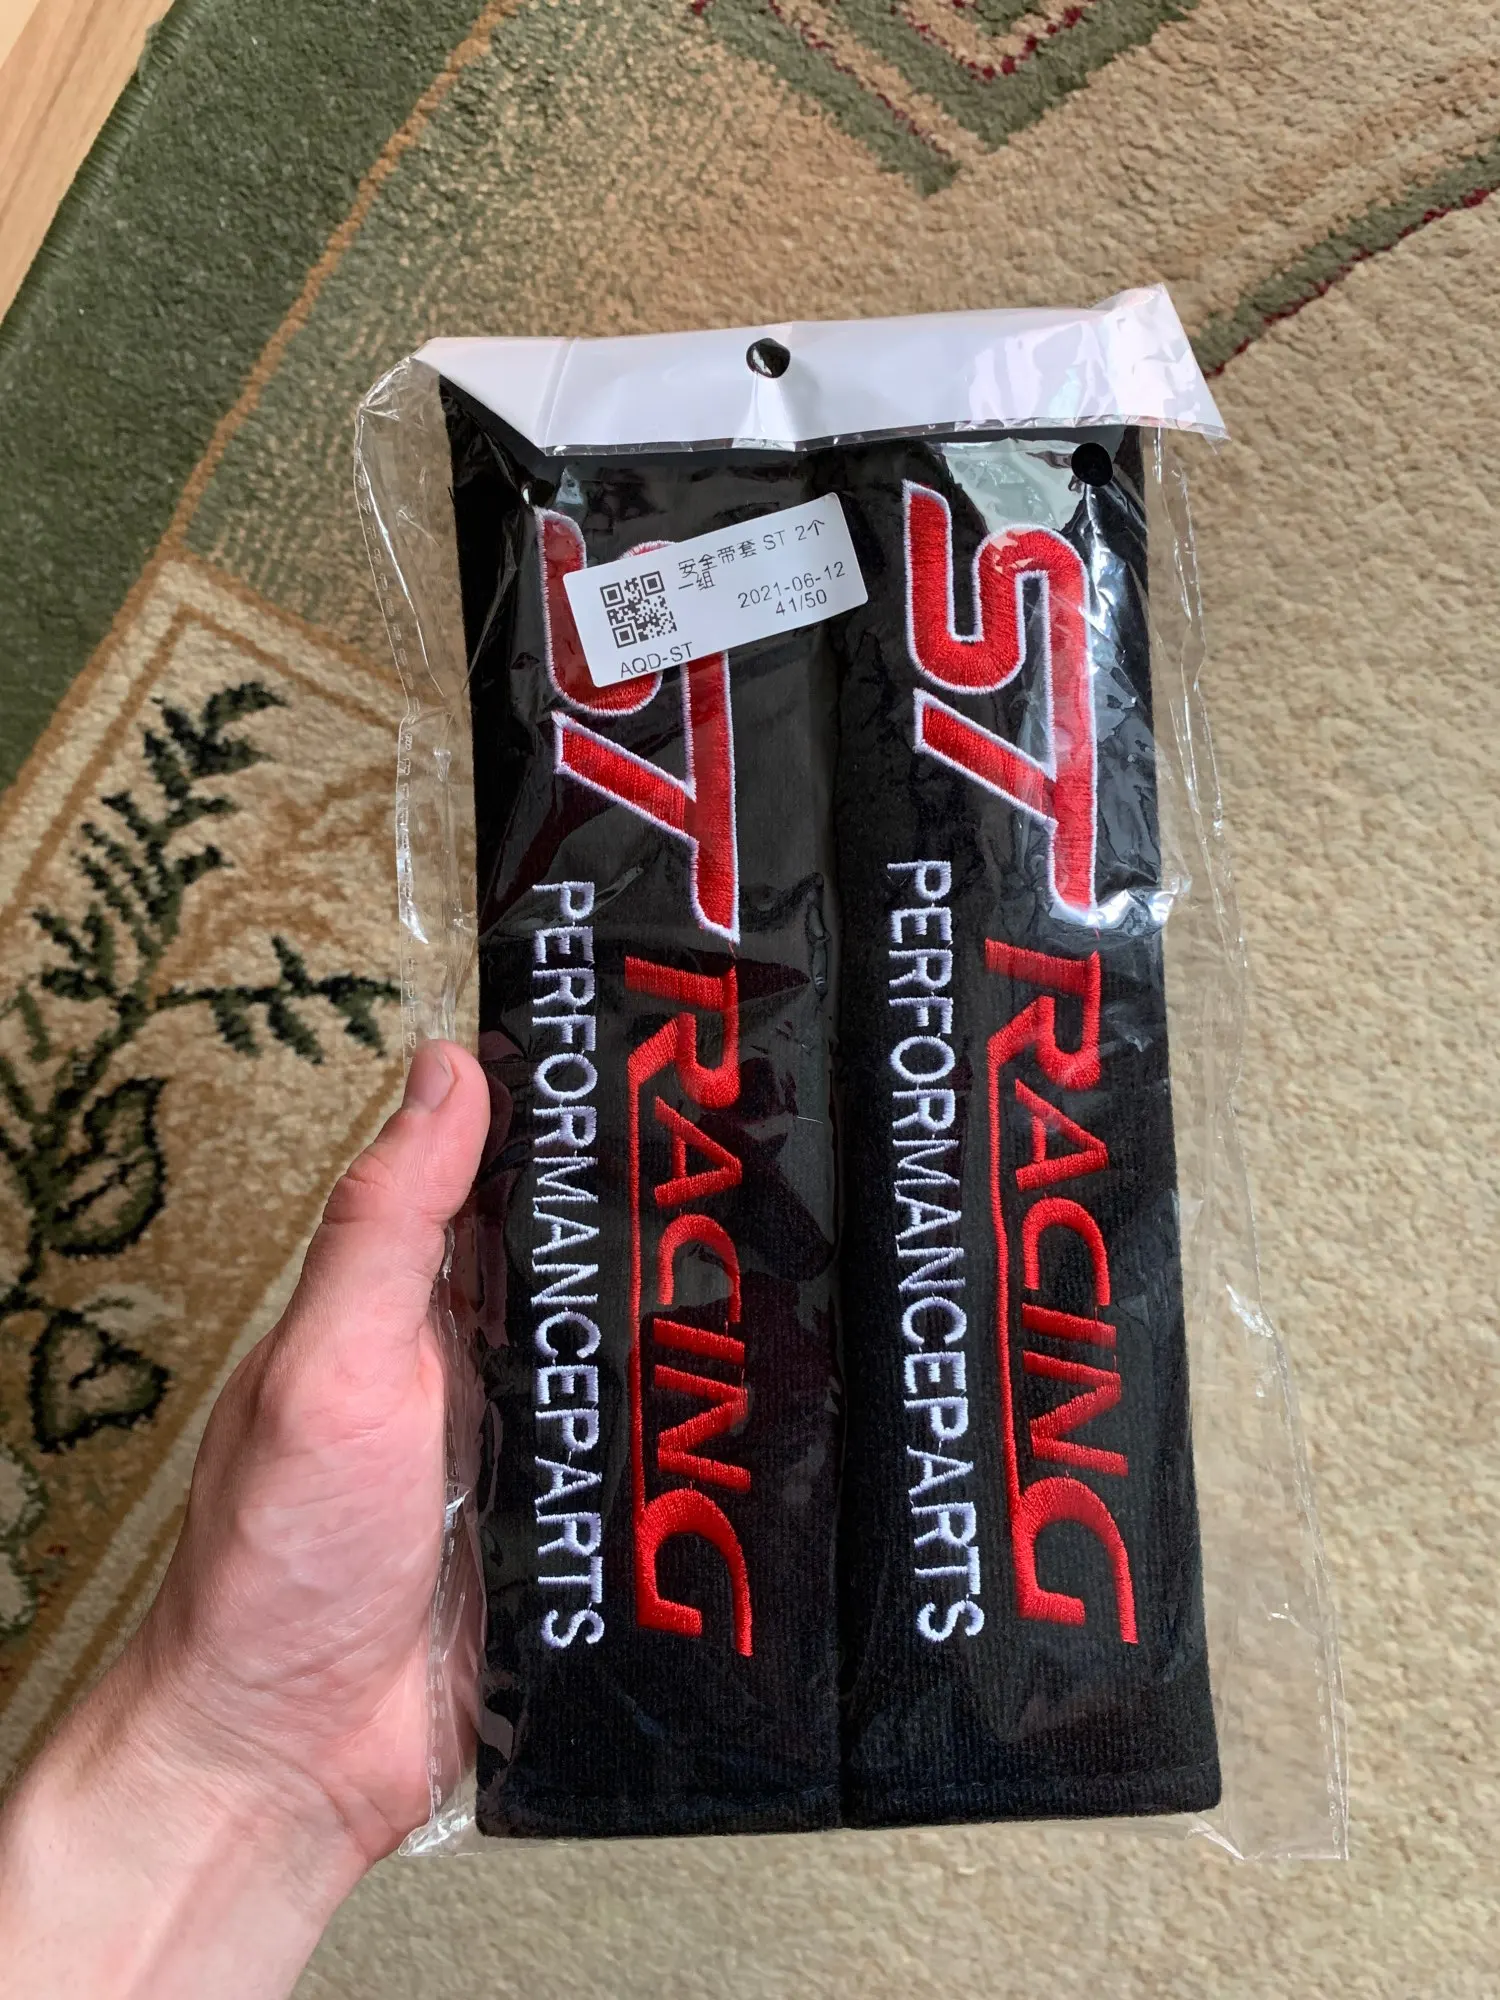 安全带套 ST 2个
一组
2021-06-12
41/50
AQD-ST
ST RACING
PERFORMANCEPARTS
ST RACING
PERFORMANCEPARTS